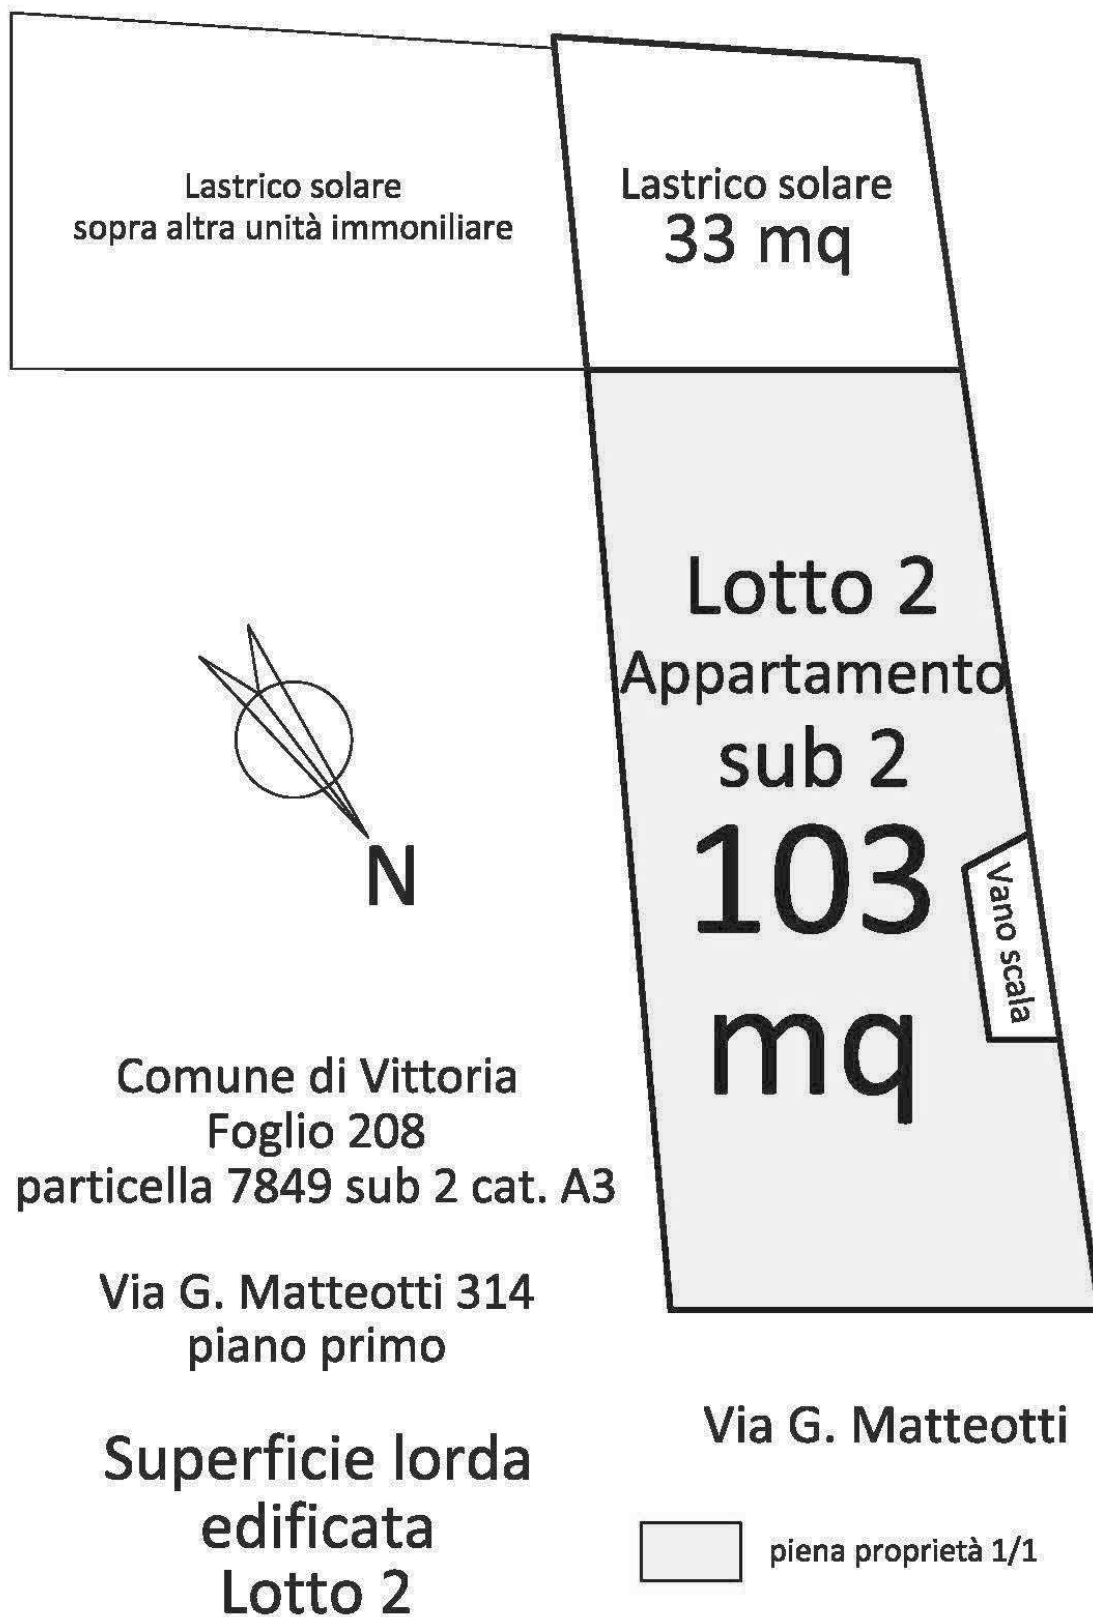 Lastrico solare
sopra altra unità immoniliare
Lastrico solare
33 mq
Lotto 2
Appartamento
sub 2
103
mq
Vano scala
N
Comune di Vittoria
Foglio 208
particella 7849 sub 2 cat. A3
Via G. Matteotti 314
piano primo
Via G. Matteotti
Superficie lorda
edificata
Lotto 2
piena proprietà 1/1